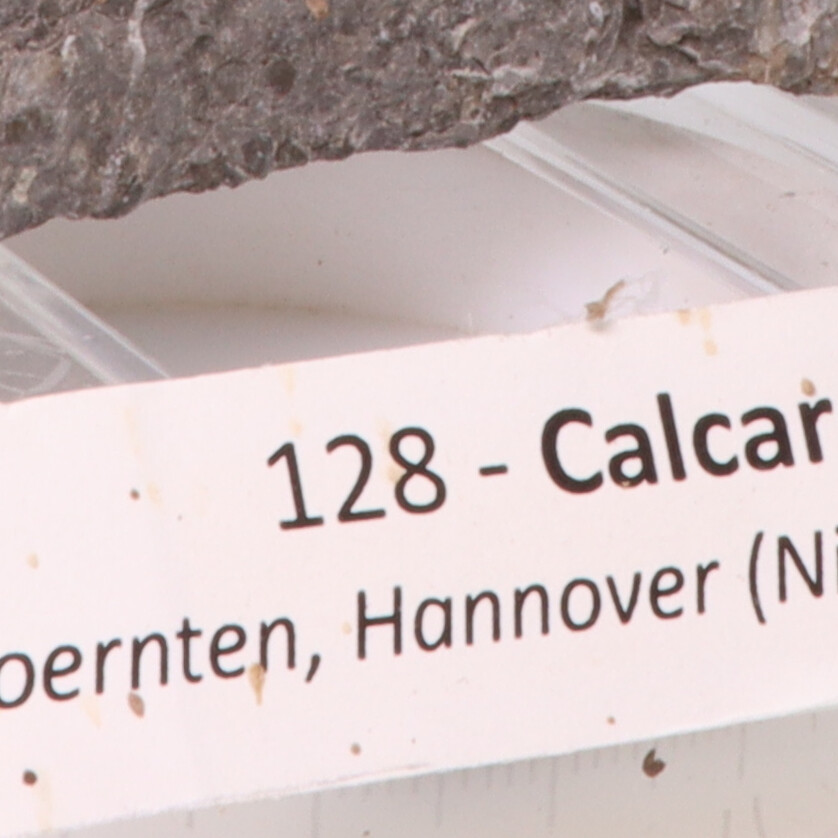 128 - Calcar
oernten, Hannover (Ni